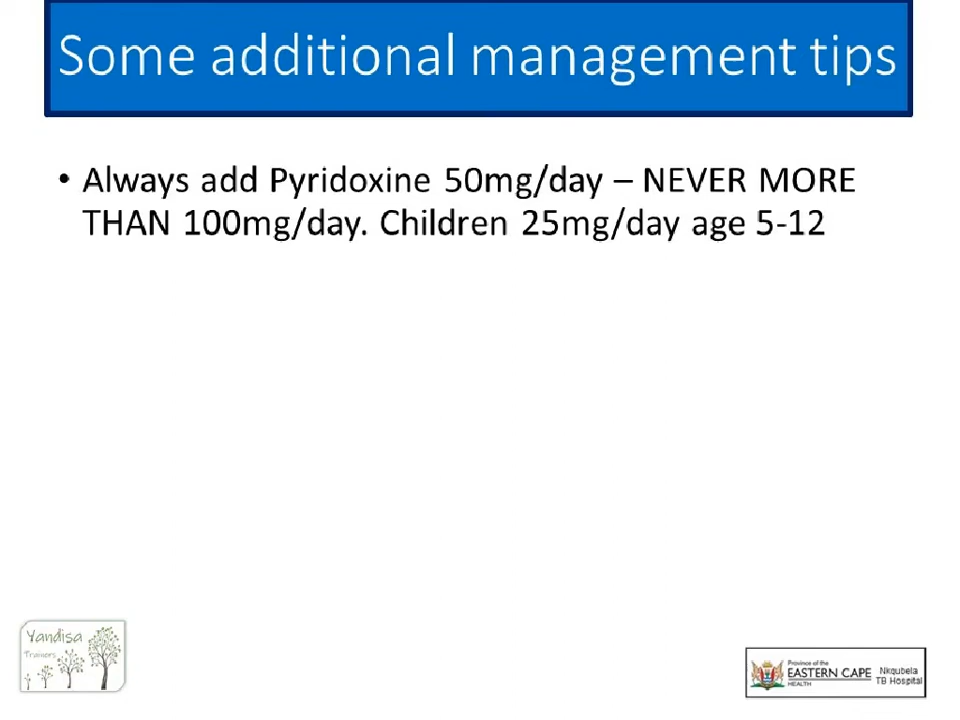 Some additional management tips
• Always add Pyridoxine 50mg/day – NEVER MORE
THAN 100mg/day. Children 25mg/day age 5-12
Yandisa
Trainers
Province of the
EASTERN CAPE
HEALTH
Nkqubela
TB Hospital